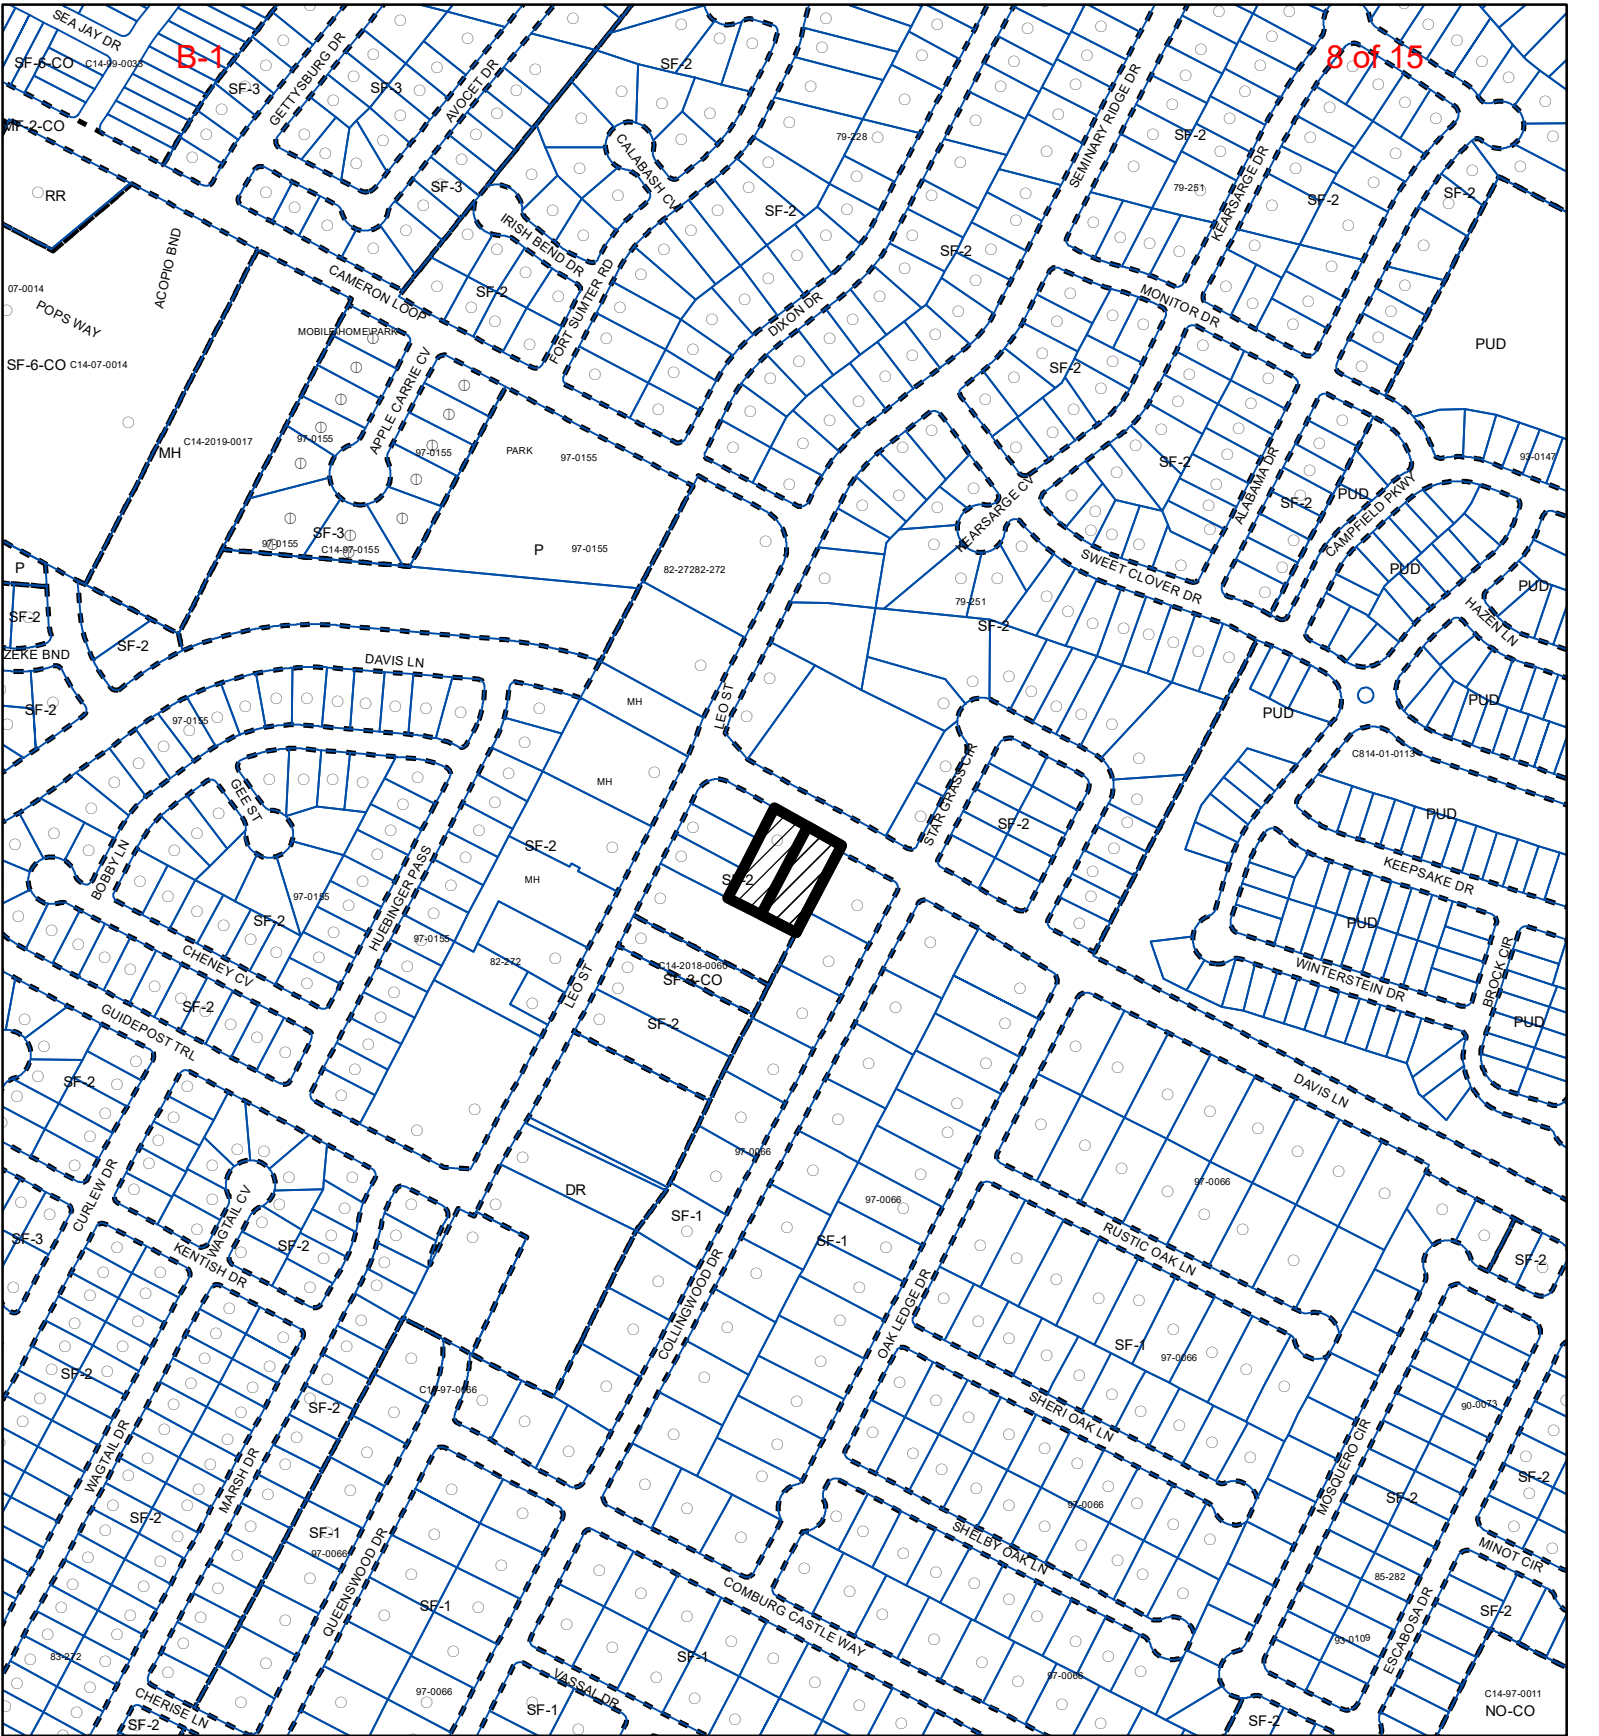 SEA JAY DR
B-1
8 of 15
SF-6-CO
C14-99-0033
SF-3
GETTYSBURG DR
SF-3
AVOCET DR
SF-2
MF-2-CO
79-228
SEMINARY RIDGE DR
SF-2
CALABASH CV
RR
SF-3
79-251
KEARSARGE DR
SF-2
SF-2
SF-2
IRISH BEND DR
SF-2
ACOPIO BND
07-0014
POPS WAY
CAMERON LOOP
SF-2
FORT SUMTER RD
DIXON DR
MONITOR DR
MOBILE HOME PARK
PUD
SF-6-CO
C14-07-0014
APPLE CARRIE CV
SF-2
MH
C14-2019-0017
97-0155
97-0155
PARK
97-0155
SF-2
93-0147
ALABAMA DR
SF-2
PUD
CAMPFIELD PKWY
KEARSARGE CV
SF-3
97-0155
C14-97-0155
P
97-0155
82-27282-272
SWEET CLOVER DR
PUD
P
PUD
79-251
HAZEN LN
SF-2
SF-2
SF-2
ZEKE BND
DAVIS LN
MH
LEO ST
SF-2
97-0155
PUD
PUD
STAR GRASS CIR
C814-01-0113
MH
GEE ST
SF-2
PUD
SF-2
BOBBY LN
MH
SF-2
KEEPSAKE DR
97-0155
HUEBINGER PASS
SF-2
97-0155
PUD
CHENEY CV
82-272
C14-2018-0066
SF-3-CO
BROCK CIR
LEO ST
WINTERSTEIN DR
SF-2
GUIDEPOST TRL
SF-2
PUD
SF-2
DAVIS LN
97-0066
CURLEW DR
DR
97-0066
97-0066
WAGTAIL CV
SF-1
SF-3
KENTISH DR
SF-2
SF-1
RUSTIC OAK LN
SF-2
COLLINGWOOD DR
OAK LEDGE DR
SF-1
97-0066
SF-2
C14-97-0066
SF-2
SHERI OAK LN
90-0073
WAGTAIL DR
MARSH DR
MOSQUERO CIR
SF-2
SF-2
SF-2
97-0066
SF-1
97-0066
QUEENSWOOD DR
SHELBY OAK LN
MINOT CIR
COMBURG CASTLE WAY
85-282
SF-1
ESCABOSA DR
SF-2
83-272
SF-1
93-0109
97-0066
97-0066
VASSAL DR
CHERISE LN
SF-1
C14-97-0011
NO-CO
SF-2
SF-2